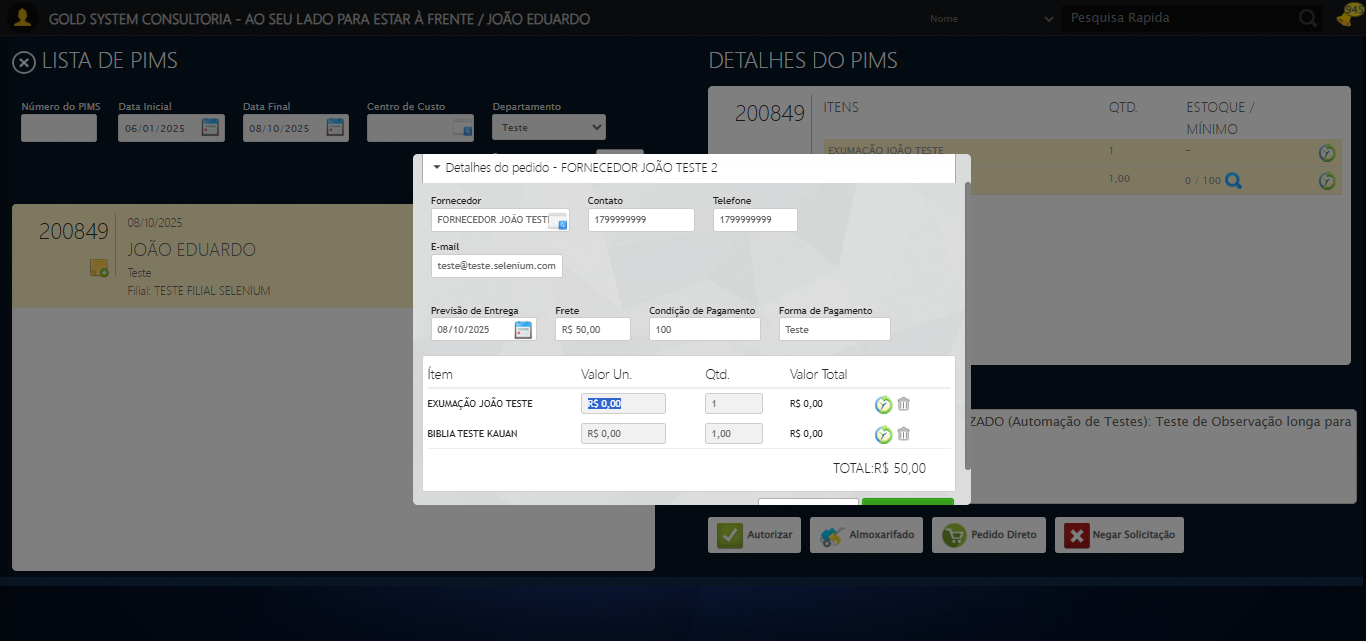 GOLD SYSTEM CONSULTORIA - AO SEU LADO PARA ESTAR À FRENTE / JOÃO EDUARDO
Nome
Pesquisa Rapida
945
LISTA DE PIMS
Número do PIMS
Data Inicial
Data Final
Centro de Custo
Departamento
06/01/2025
08/10/2025
Teste
200849
08/10/2025
JOÃO EDUARDO
Teste
Filial: TESTE FILIAL SELENIUM
DETALHES DO PIMS
200849
ITENS
QTD.
ESTOQUE /
MÍNIMO
EXUMAÇÃO JOÃO TESTE
1
-
1,00
0 / 100
Detalhes do pedido - FORNECEDOR JOÃO TESTE 2
Fornecedor
Contato
Telefone
FORNECEDOR JOÃO TEST
1799999999
1799999999
E-mail
teste@teste.selenium.com
Previsão de Entrega
Frete
Condição de Pagamento
Forma de Pagamento
08/10/2025
R$ 50,00
100
Teste
Ítem
Valor Un.
Qtd.
Valor Total
EXUMAÇÃO JOÃO TESTE
R$ 0,00
1
R$ 0,00
BIBLIA TESTE KAUAN
R$ 0,00
1,00
R$ 0,00
TOTAL:R$ 50,00
ZADO (Automação de Testes): Teste de Observação longa para
Autorizar
Almoxarifado
Pedido Direto
Negar Solicitação